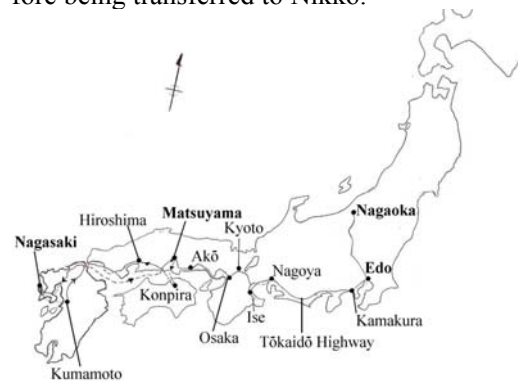 fore being transferred to Nikkō.
Nagaoka
Hiroshima
Matsuyama
Kyoto
Nagasaki
Akō
Nagoya
Edo
Konpira
Ise
Kamakura
Osaka
Tōkaidō Highway
Kumamoto